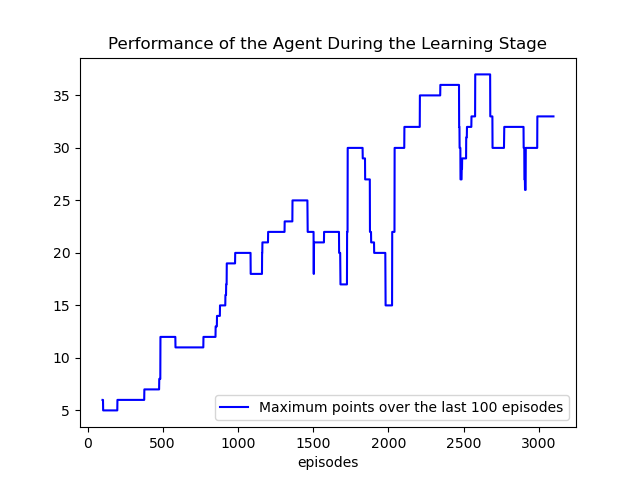 Performance of the Agent During the Learning Stage
35
30
25
20
15
10
5
Maximum points over the last 100 episodes
0 500 1000 1500 2000 2500 3000
episodes